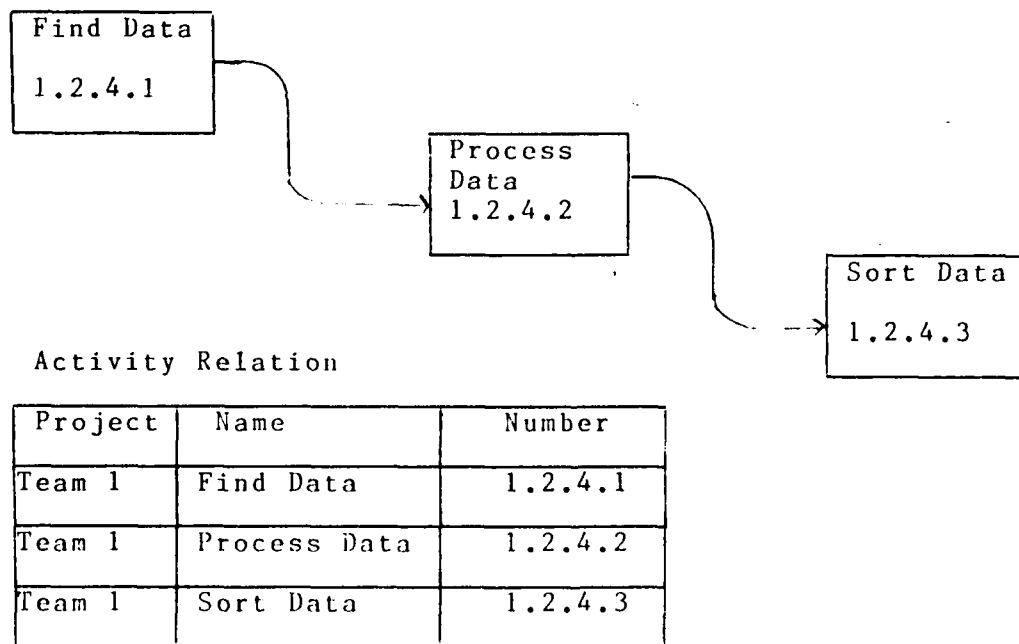 Find Data
1.2.4.1
Process
Data
1.2.4.2
Sort Data
1.2.4.3
Activity Relation
Project Name Number
Team 1 Find Data 1.2.4.1
Team 1 Process Data 1.2.4.2
Team 1 Sort Data 1.2.4.3